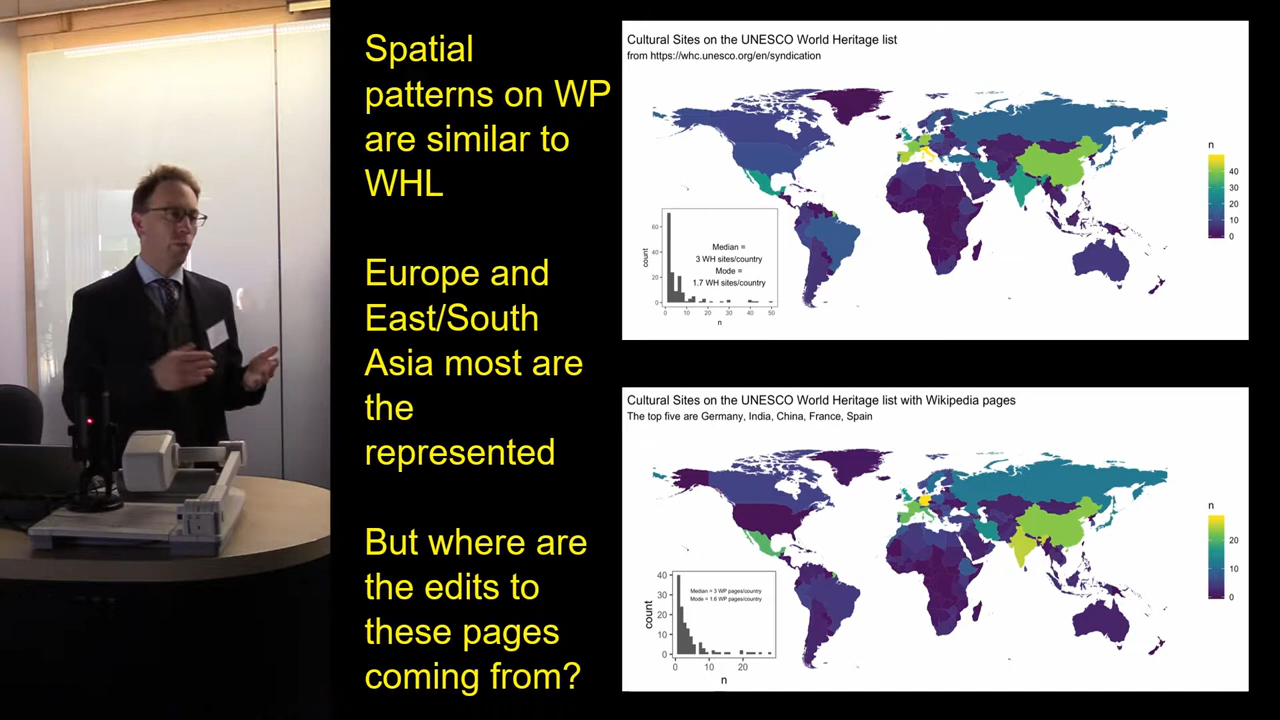 Spatial
patterns on WP
are similar to
WHL
Europe and
East/South
Asia most are
the
represented
But where are
the edits to
these pages
coming from?
Cultural Sites on the UNESCO World Heritage list
from https://whc.unesco.org/en/syndication
n
40
30
20
10
0
count
60
40
20
0
Median =
3 WH sites/country
Mode =
1.7 WH sites/country
0 10 20 30 40 50
n
Cultural Sites on the UNESCO World Heritage list with Wikipedia pages
The top five are Germany, India, China, France, Spain
n
20
10
0
count
40
30
20
10
0
Median = 3 WP pages/country
Mode = 1.6 WP pages/country
0 10 20
n